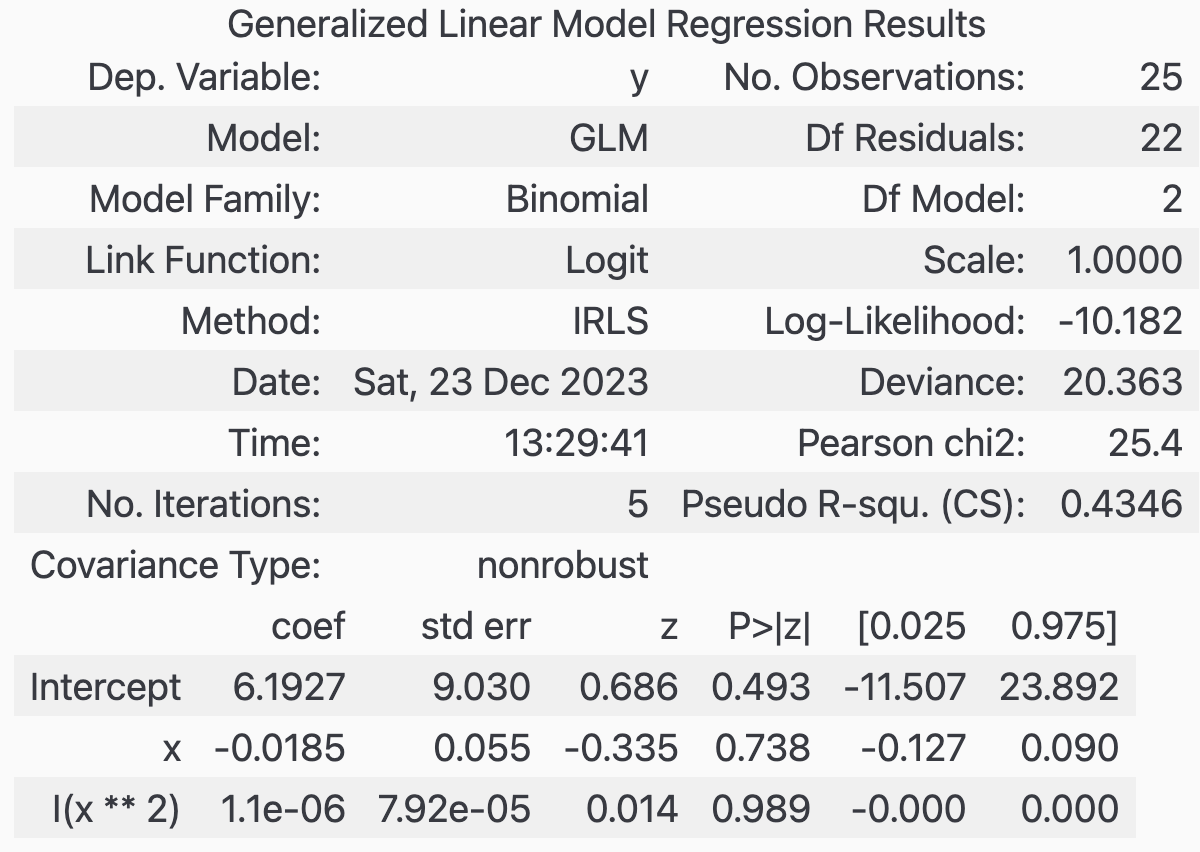 Generalized Linear Model Regression Results
Dep. Variable: y No. Observations: 25
Model: GLM Df Residuals: 22
Model Family: Binomial Df Model: 2
Link Function: Logit Scale: 1.0000
Method: IRLS Log-Likelihood: -10.182
Date: Sat, 23 Dec 2023 Deviance: 20.363
Time: 13:29:41 Pearson chi2: 25.4
No. Iterations: 5 Pseudo R-squ. (CS): 0.4346
Covariance Type: nonrobust
coef std err z P>|z| [0.025 0.975]
Intercept 6.1927 9.030 0.686 0.493 -11.507 23.892
x -0.0185 0.055 -0.335 0.738 -0.127 0.090
I(x ** 2) 1.1e-06 7.92e-05 0.014 0.989 -0.000 0.000